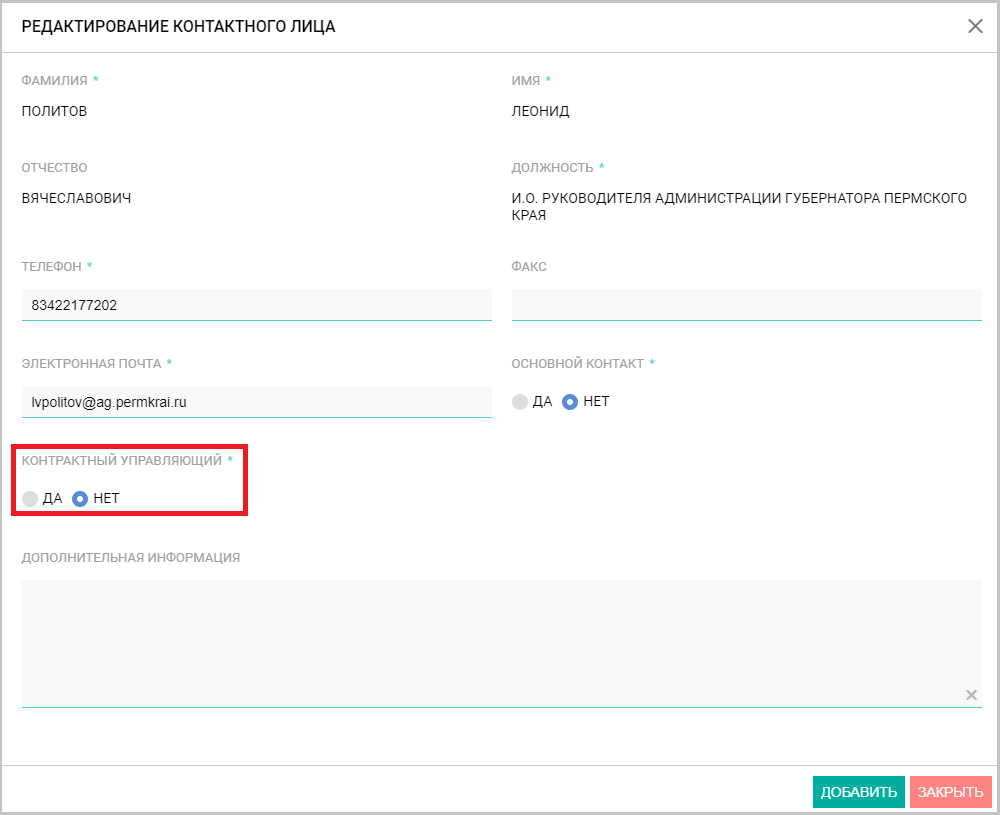 РЕДАКТИРОВАНИЕ КОНТАКТНОГО ЛИЦА
ФАМИЛИЯ *
ИМЯ *
ПОЛИТОВ
ЛЕОНИД
ОТЧЕСТВО
ДОЛЖНОСТЬ *
ВЯЧЕСЛАВОВИЧ
И.О. РУКОВОДИТЕЛЯ АДМИНИСТРАЦИИ ГУБЕРНАТОРА ПЕРМСКОГО
КРАЯ
ТЕЛЕФОН *
ФАКС
83422177202
ЭЛЕКТРОННАЯ ПОЧТА *
ОСНОВНОЙ КОНТАКТ *
lvpolitov@ag.permkrai.ru
ДА НЕТ
КОНТРАКТНЫЙ УПРАВЛЯЮЩИЙ *
ДА НЕТ
ДОПОЛНИТЕЛЬНАЯ ИНФОРМАЦИЯ
ДОБАВИТЬ
ЗАКРЫТЬ